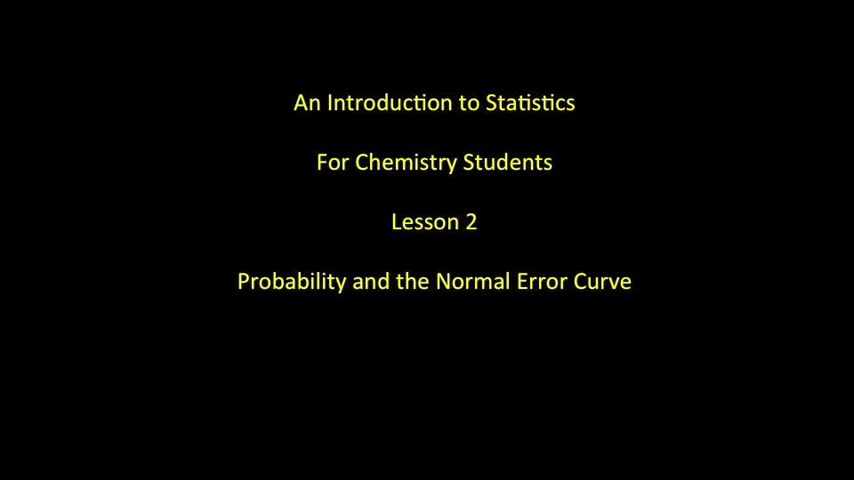 An Introduction to Statistics
For Chemistry Students
Lesson 2
Probability and the Normal Error Curve